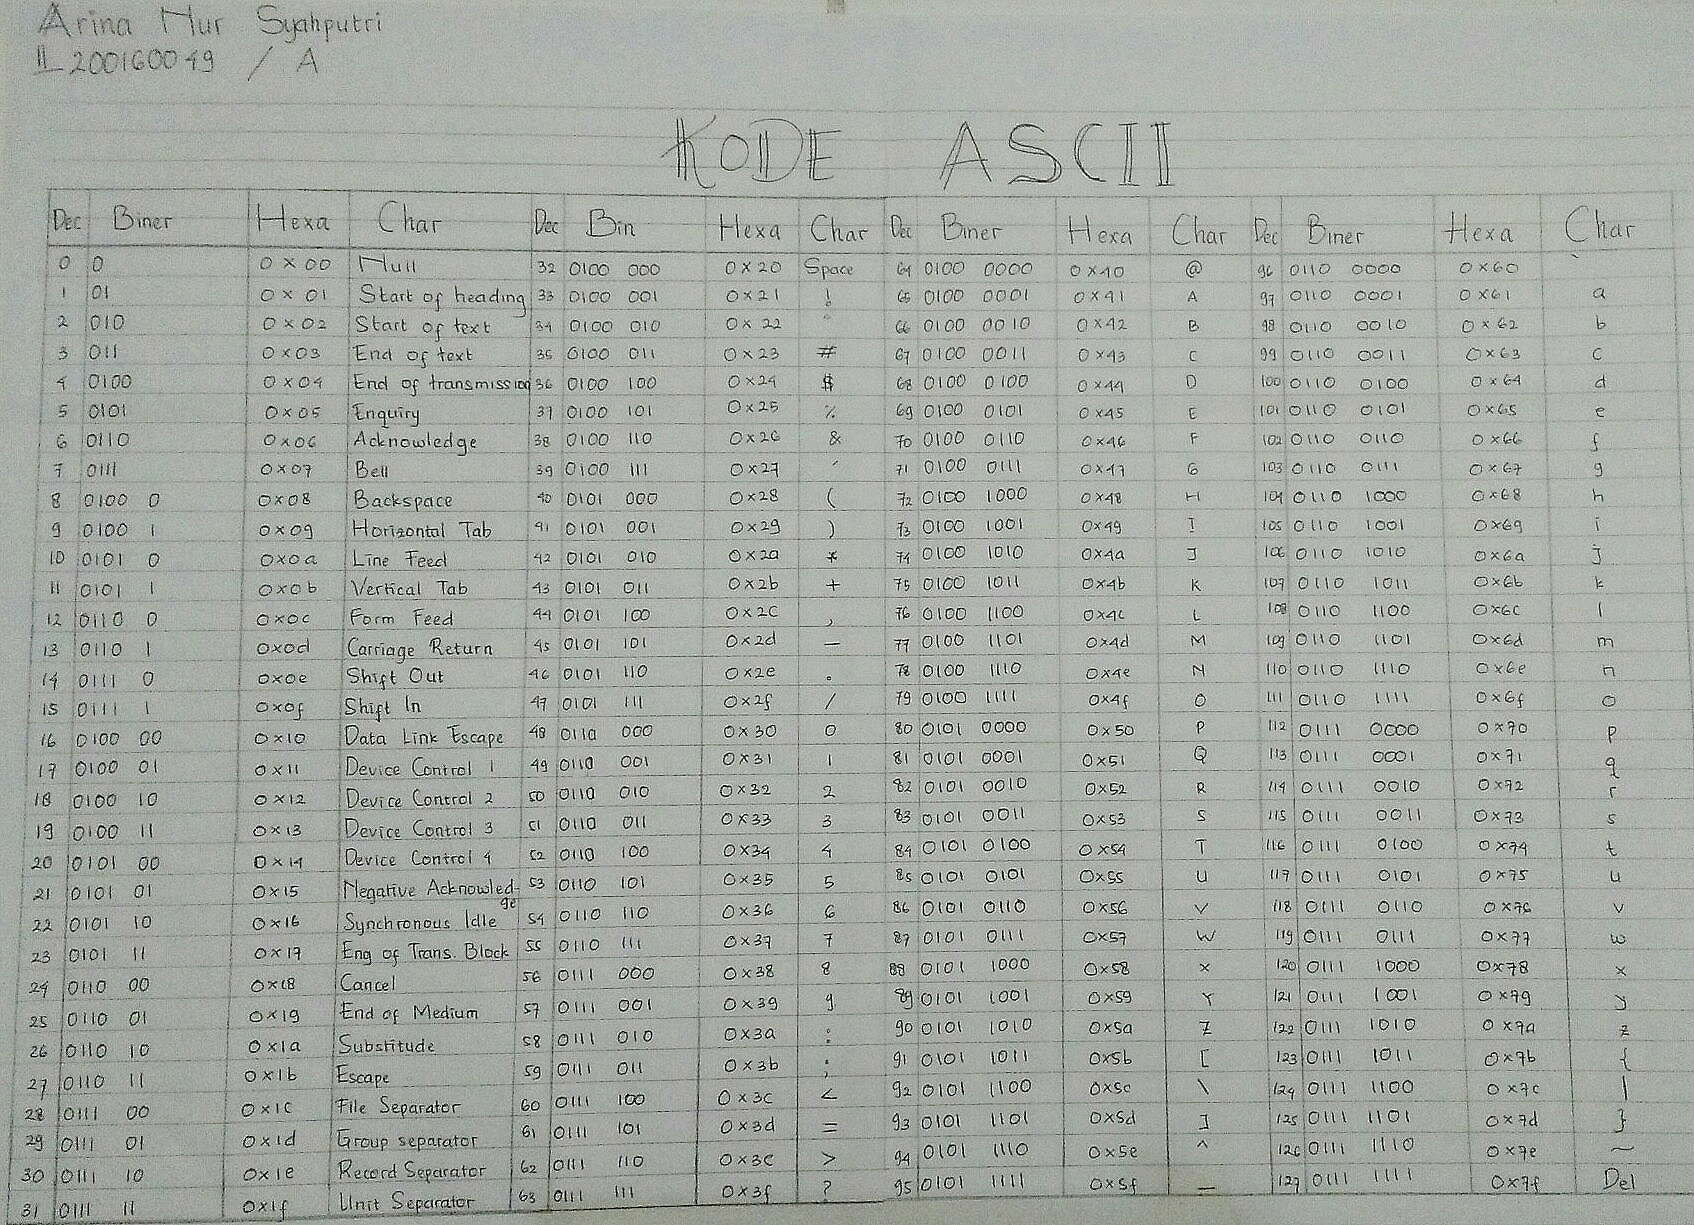 Arina Nur Syahputri
L200160049 / A
KODE ASCII
Dec Biner Hexa Char Dec Bin Hexa Char Dec Biner Hexa Char Dec Biner Hexa Char
0 0 0x00 Null 32 0100 000 0x20 Space 64 0100 0000 0x40 @ 96 0110 0000 0x60 `
1 01 0x01 Start of heading 33 0100 001 0x21 ! 65 0100 0001 0x41 A 97 0110 0001 0x61 a
2 010 0x02 Start of text 34 0100 010 0x22 " 66 0100 0010 0x42 B 98 0110 0010 0x62 b
3 011 0x03 End of text 35 0100 011 0x23 # 67 0100 0011 0x43 C 99 0110 0011 0x63 c
4 0100 0x04 End of transmission 36 0100 100 0x24 $ 68 0100 0100 0x44 D 100 0110 0100 0x64 d
5 0101 0x05 Enquiry 37 0100 101 0x25 % 69 0100 0101 0x45 E 101 0110 0101 0x65 e
6 0110 0x06 Acknowledge 38 0100 110 0x26 & 70 0100 0110 0x46 F 102 0110 0110 0x66 f
7 0111 0x07 Bell 39 0100 111 0x27 ' 71 0100 0111 0x47 G 103 0110 0111 0x67 g
8 0100 0 0x08 Backspace 40 0101 000 0x28 ( 72 0100 1000 0x48 H 104 0110 1000 0x68 h
9 0100 1 0x09 Horizontal Tab 41 0101 001 0x29 ) 73 0100 1001 0x49 I 105 0110 1001 0x69 i
10 0101 0 0x0a Line Feed 42 0101 010 0x2a * 74 0100 1010 0x4a J 106 0110 1010 0x6a j
11 0101 1 0x0b Vertical Tab 43 0101 011 0x2b + 75 0100 1011 0x4b K 107 0110 1011 0x6b k
12 0110 0 0x0c Form Feed 44 0101 100 0x2c , 76 0100 1100 0x4c L 108 0110 1100 0x6c l
13 0110 1 0x0d Carriage Return 45 0101 101 0x2d – 77 0100 1101 0x4d M 109 0110 1101 0x6d m
14 0111 0 0x0e Shift Out 46 0101 110 0x2e . 78 0100 1110 0x4e N 110 0110 1110 0x6e n
15 0111 1 0x0f Shift In 47 0101 111 0x2f / 79 0100 1111 0x4f O 111 0110 1111 0x6f o
16 0100 00 0x10 Data Link Escape 48 0110 000 0x30 0 80 0101 0000 0x50 P 112 0111 0000 0x70 p
17 0100 01 0x11 Device Control 1 49 0110 001 0x31 1 81 0101 0001 0x51 Q 113 0111 0001 0x71 q
18 0100 10 0x12 Device Control 2 50 0110 010 0x32 2 82 0101 0010 0x52 R 114 0111 0010 0x72 r
19 0100 11 0x13 Device Control 3 51 0110 011 0x33 3 83 0101 0011 0x53 S 115 0111 0011 0x73 s
20 0101 00 0x14 Device Control 4 52 0110 100 0x34 4 84 0101 0100 0x54 T 116 0111 0100 0x74 t
21 0101 01 0x15 Negative Acknowled- 53 0110 101 0x35 5 85 0101 0101 0x55 U 117 0111 0101 0x75 u
ge
22 0101 10 0x16 Synchronous Idle 54 0110 110 0x36 6 86 0101 0110 0x56 V 118 0111 0110 0x76 v
23 0101 11 0x17 Eng of Trans. Block 55 0110 111 0x37 7 87 0101 0111 0x57 W 119 0111 0111 0x77 w
24 0110 00 0x18 Cancel 56 0111 000 0x38 8 88 0101 1000 0x58 X 120 0111 1000 0x78 x
25 0110 01 0x19 End of Medium 57 0111 001 0x39 9 89 0101 1001 0x59 Y 121 0111 1001 0x79 y
26 0110 10 0x1a Substitude 58 0111 010 0x3a : 90 0101 1010 0x5a Z 122 0111 1010 0x7a z
27 0110 11 0x1b Escape 59 0111 011 0x3b ; 91 0101 1011 0x5b [ 123 0111 1011 0x7b {
28 0111 00 0x1c File Separator 60 0111 100 0x3c < 92 0101 1100 0x5c \ 124 0111 1100 0x7c |
29 0111 01 0x1d Group separator 61 0111 101 0x3d = 93 0101 1101 0x5d ] 125 0111 1101 0x7d }
30 0111 10 0x1e Record Separator 62 0111 110 0x3e > 94 0101 1110 0x5e ^ 126 0111 1110 0x7e ~
31 0111 11 0x1f Unit Separator 63 0111 111 0x3f ? 95 0101 1111 0x5f _ 127 0111 1111 0x7f Del